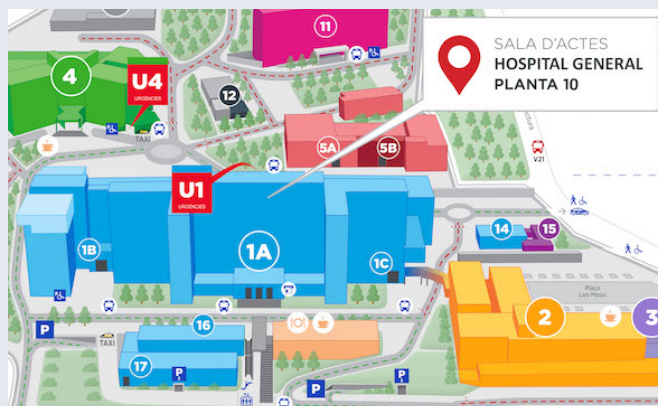 11
SALA D'ACTES
HOSPITAL GENERAL
PLANTA 10
4
U4
URGÈNCIES
12
TAXI
5A
5B
V21
U1
URGÈNCIES
1B
1A
1C
14
15
Plaça
Leo Messi
16
2
3
P
TAXI
17
P
P
P